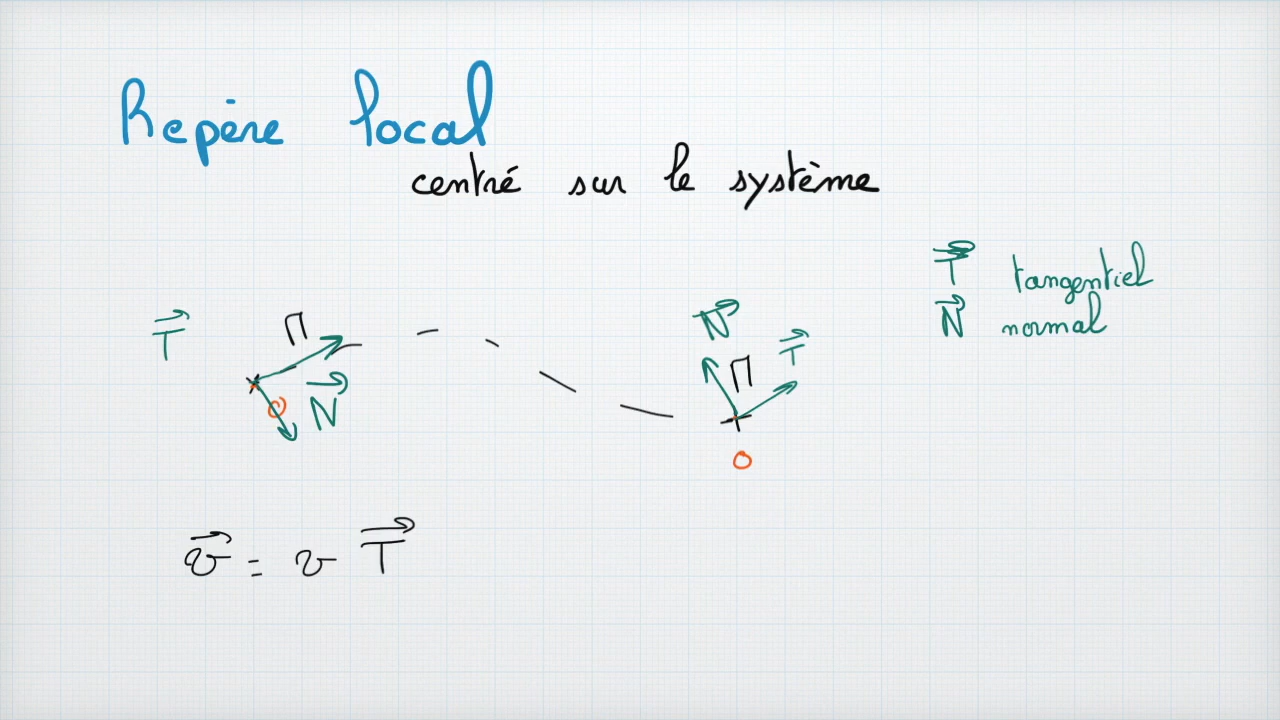 Repère local
centré sur le système
T⃗ tangentiel
N⃗ normal
T⃗ M N⃗ M T⃗
O N⃗
O
v⃗ = v T⃗